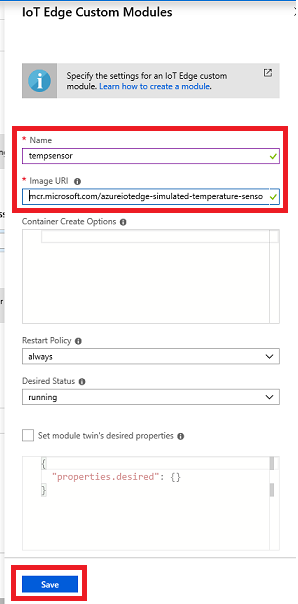 IoT Edge Custom Modules
Specify the settings for an IoT Edge custom
module. Learn how to create a module.
* Name
tempsensor
* Image URI
mcr.microsoft.com/azureiotedge-simulated-temperature-senso
Container Create Options
Restart Policy
always
Desired Status
running
Set module twin's desired properties
{
"properties.desired": {}
}
Save